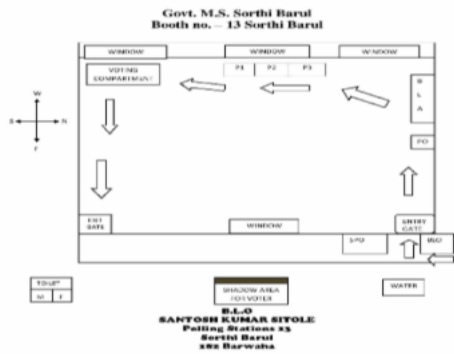 Govt. M.S. Sorthi Barul
Booth no. – 13 Sorthi Barul
WINDOW WINDOW WINDOW
VOTING
COMPARTMENT
P1 P2 P3
B
L
A
W
S N
E
PO
EXIT
GATE
WINDOW
ENTRY
GATE
SPO BLO
TOILET
M F
SHADOW AREA
FOR VOTER
WATER
B.L.O
SANTOSH KUMAR SITOLE
Polling Stations 13
Sorthi Barul
182 Barwaha